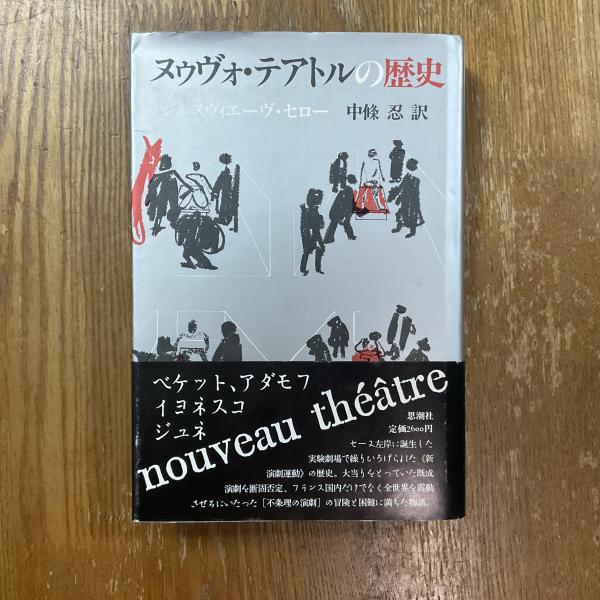 ヌゥヴォ・テアトルの歴史
ジュヌヴィエーヴ・セロー 中條 忍 訳
ベケット、アダモフ
イヨネスコ
ジュネ
nouveau théâtre
思潮社
定価2600円
セーヌ左岸に誕生した
実験劇場で繰りひろげられた《新
演劇運動》の歴史。大当りをとっていた既成
演劇を断固否定、フランス国内だけでなく全世界を震動
させるにいたった［不条理の演劇］の冒険と困難に満ちた物語。